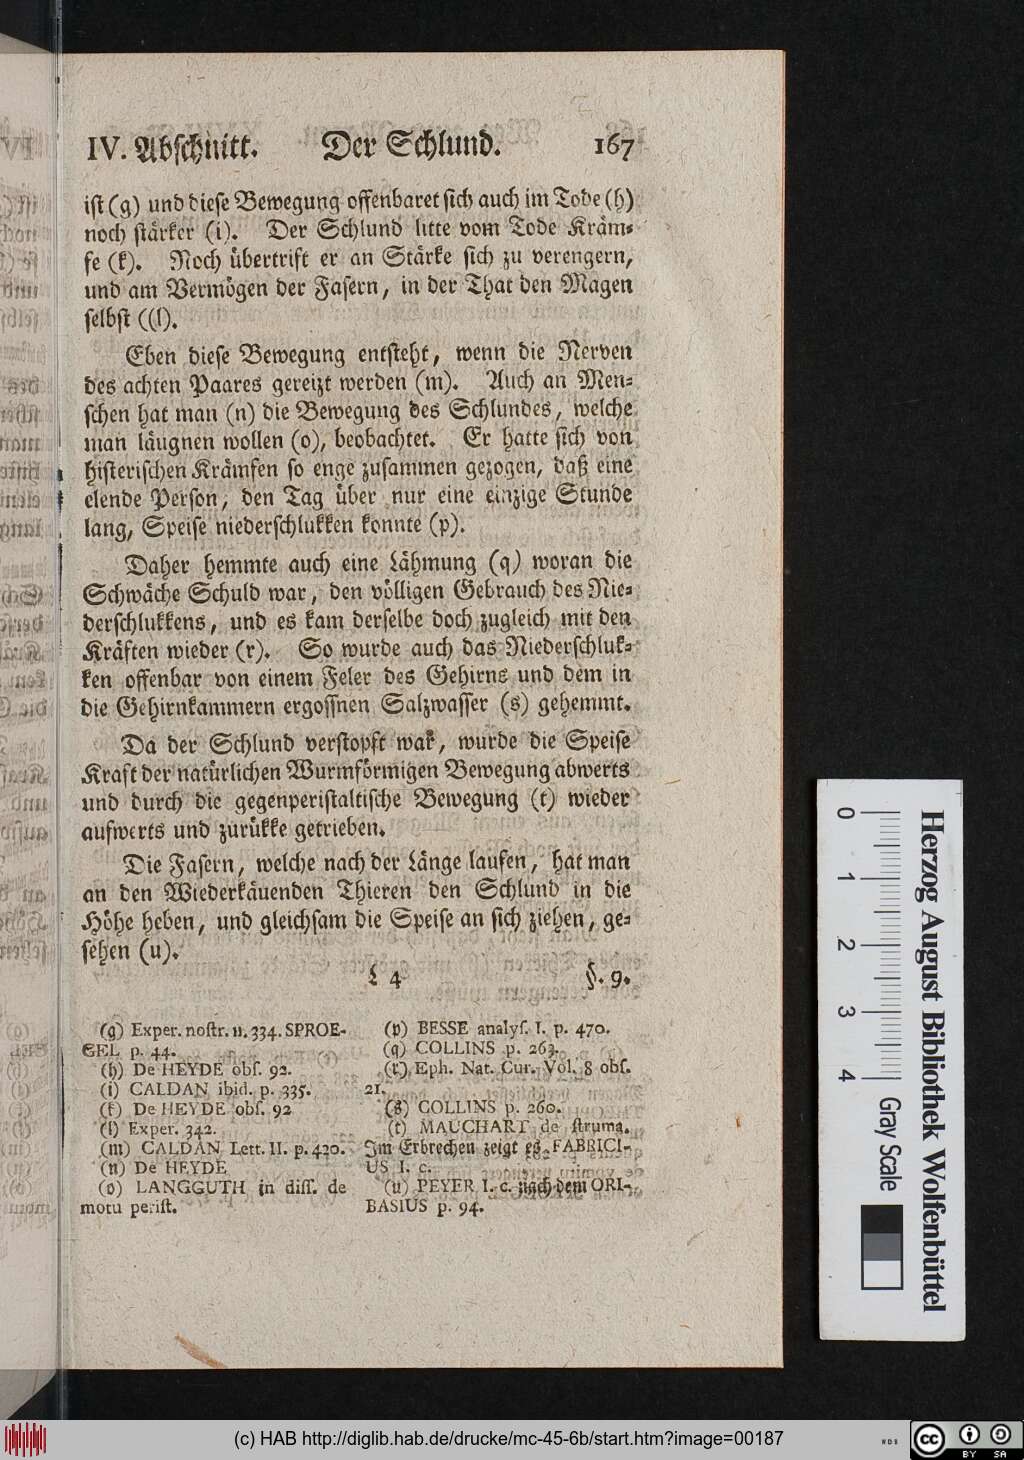 IV. Abschnitt. Der Schlund. 167
ist (g) und diese Bewegung offenbaret sich auch im Tode (h)
noch stärker (i). Der Schlund litte vom Tode Kräm-
fe (k). Noch übertrift er an Stärke sich zu verengern,
und am Vermögen der Fasern, in der That den Magen
selbst ((l).
Eben diese Bewegung entsteht, wenn die Nerven
des achten Paares gereizt werden (m). Auch an Men-
schen hat man (n) die Bewegung des Schlundes, welche
man läugnen wollen (o), beobachtet. Er hatte sich von
histerischen Krämfen so enge zusammen gezogen, daß eine
elende Person, den Tag über nur eine einzige Stunde
lang, Speise niederschlukken konnte (p).
Daher hemmte auch eine Lähmung (q) woran die
Schwäche Schuld war, den völligen Gebrauch des Nie-
derschlukkens, und es kam derselbe doch zugleich mit den
Kräften wieder (r). So wurde auch das Niederschluk-
ken offenbar von einem Feler des Gehirns und dem in
die Gehirnkammern ergossnen Salzwasser (s) gehemmt.
Da der Schlund verstopft war, wurde die Speise
Kraft der natürlichen Wurmförmigen Bewegung abwerts
und durch die gegenperistaltische Bewegung (t) wieder
aufwerts und zurükke getrieben.
Die Fasern, welche nach der Länge laufen, hat man
an den Wiederkäuenden Thieren den Schlund in die
Höhe heben, und gleichsam die Speise an sich ziehen, ge-
sehen (u).
L 4 §. 9.
(g) Exper. nostr. n. 334. SPROE-
GEL p. 44.
(h) De HEYDE obs. 92.
(i) CALDAN ibid. p. 335.
(k) De HEYDE obs. 92
(l) Exper. 342.
(m) CALDAN Lett. II. p. 420.
(n) De HEYDE
(o) LANGGUTH in diss. de
motu perist.
(p) BESSE analys. I. p. 470.
(q) COLLINS p. 263.
(r) Eph. Nat. Cur. Vol. 8 obs.
21.
(s) COLLINS p. 260.
(t) MAUCHART de struma.
Im Erbrechen zeigt es FABRICI-
US I. c.
(u) PEYER I. c. nach dem ORI-
BASIUS p. 94.
Herzog August Bibliothek Wolfenbüttel
0 1 2 3 4 Gray Scale
(c) HAB http://diglib.hab.de/drucke/mc-45-6b/start.htm?image=00187
cc BY SA